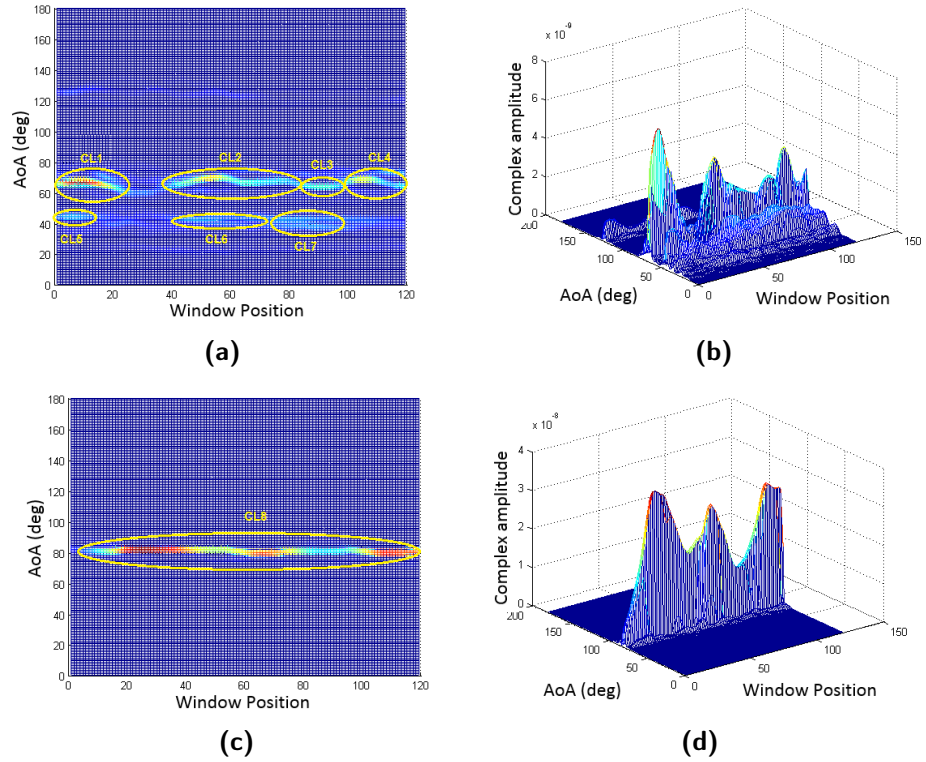 180
160
140
120
100
80
60
40
20
0
AoA (deg)
CL1
CL2
CL3
CL4
CL5
CL6
CL7
0
20
40
60
80
100
120
Window Position
(a)
x 10⁻⁹
8
6
4
2
0
Complex amplitude
200
150
100
50
0
AoA (deg)
0
50
100
150
Window Position
(b)
180
160
140
120
100
80
60
40
20
0
AoA (deg)
CL8
0
20
40
60
80
100
120
Window Position
(c)
x 10⁻⁸
4
3
2
1
0
Complex amplitude
200
150
100
50
0
AoA (deg)
0
50
100
150
Window Position
(d)